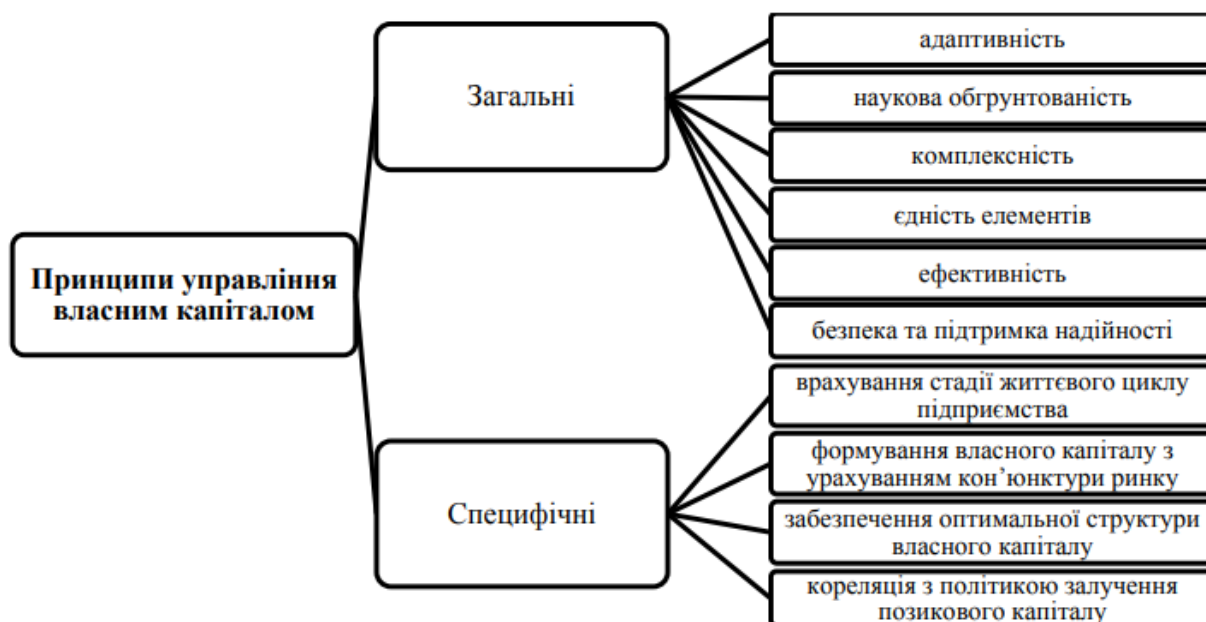 Принципи управління
власним капіталом
Загальні
адаптивність
наукова обгрунтованість
комплексність
єдність елементів
ефективність
безпека та підтримка надійності
Специфічні
врахування стадії життєвого циклу
підприємства
формування власного капіталу з
урахуванням кон’юнктури ринку
забезпечення оптимальної структури
власного капіталу
кореляція з політикою залучення
позикового капіталу